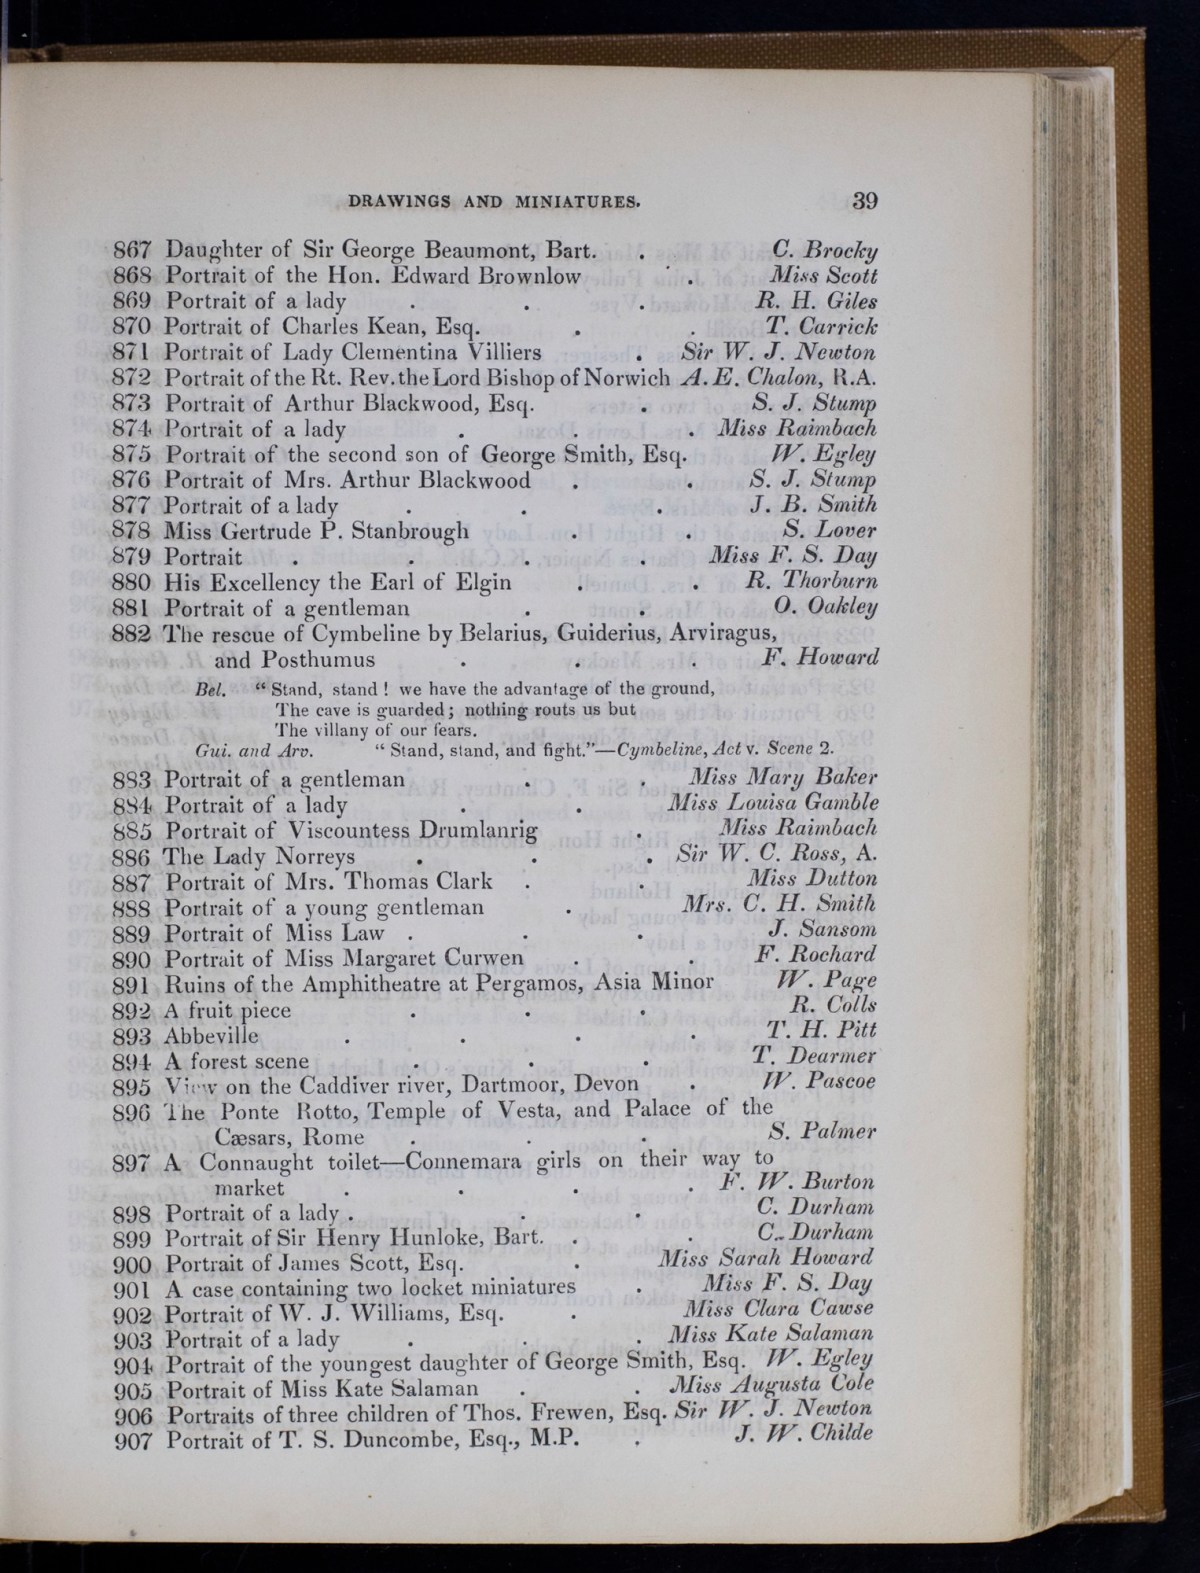 DRAWINGS AND MINIATURES. 39
867 Daughter of Sir George Beaumont, Bart. . C. Brocky
868 Portrait of the Hon. Edward Brownlow . Miss Scott
869 Portrait of a lady . . . R. H. Giles
870 Portrait of Charles Kean, Esq. . . T. Carrick
871 Portrait of Lady Clementina Villiers . Sir W. J. Newton
872 Portrait of the Rt. Rev. the Lord Bishop of Norwich A. E. Chalon, R.A.
873 Portrait of Arthur Blackwood, Esq. . S. J. Stump
874 Portrait of a lady . . . Miss Raimbach
875 Portrait of the second son of George Smith, Esq. W. Egley
876 Portrait of Mrs. Arthur Blackwood . . S. J. Stump
877 Portrait of a lady . . . J. B. Smith
878 Miss Gertrude P. Stanbrough . . S. Lover
879 Portrait . . . . Miss F. S. Day
880 His Excellency the Earl of Elgin . . R. Thorburn
881 Portrait of a gentleman . . O. Oakley
882 The rescue of Cymbeline by Belarius, Guiderius, Arviragus,
and Posthumus . . . F. Howard
Bel. "Stand, stand! we have the advantage of the ground,
The cave is guarded; nothing routs us but
The villany of our fears.
Gui. and Arv. "Stand, stand, and fight."—Cymbeline, Act v. Scene 2.
883 Portrait of a gentleman . . Miss Mary Baker
884 Portrait of a lady . . Miss Louisa Gamble
885 Portrait of Viscountess Drumlanrig . Miss Raimbach
886 The Lady Norreys . . . Sir W. C. Ross, A.
887 Portrait of Mrs. Thomas Clark . . Miss Dutton
888 Portrait of a young gentleman . Mrs. C. H. Smith
889 Portrait of Miss Law . . . J. Sansom
890 Portrait of Miss Margaret Curwen . . F. Rochard
891 Ruins of the Amphitheatre at Pergamos, Asia Minor W. Page
892 A fruit piece . . . R. Colls
893 Abbeville . . . . T. H. Pitt
894 A forest scene . . . T. Dearmer
895 View on the Caddiver river, Dartmoor, Devon . W. Pascoe
896 The Ponte Rotto, Temple of Vesta, and Palace of the
Cæsars, Rome . . . S. Palmer
897 A Connaught toilet—Connemara girls on their way to
market . . . . F. W. Burton
898 Portrait of a lady . . . C. Durham
899 Portrait of Sir Henry Hunloke, Bart. . . C. Durham
900 Portrait of James Scott, Esq. . Miss Sarah Howard
901 A case containing two locket miniatures . Miss F. S. Day
902 Portrait of W. J. Williams, Esq. . Miss Clara Cawse
903 Portrait of a lady . . . Miss Kate Salaman
904 Portrait of the youngest daughter of George Smith, Esq. W. Egley
905 Portrait of Miss Kate Salaman . . Miss Augusta Cole
906 Portraits of three children of Thos. Frewen, Esq. Sir W. J. Newton
907 Portrait of T. S. Duncombe, Esq., M.P. . J. W. Childe